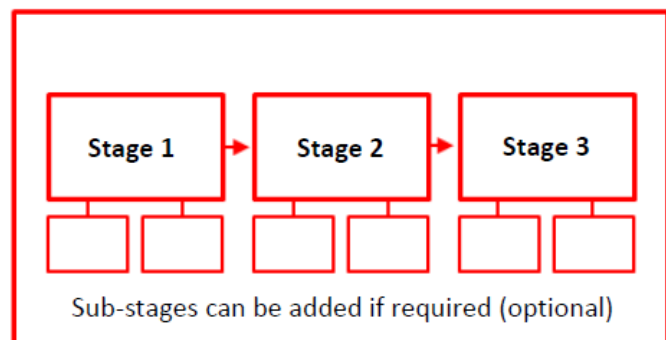 Stage 1
Stage 2
Stage 3
Sub-stages can be added if required (optional)